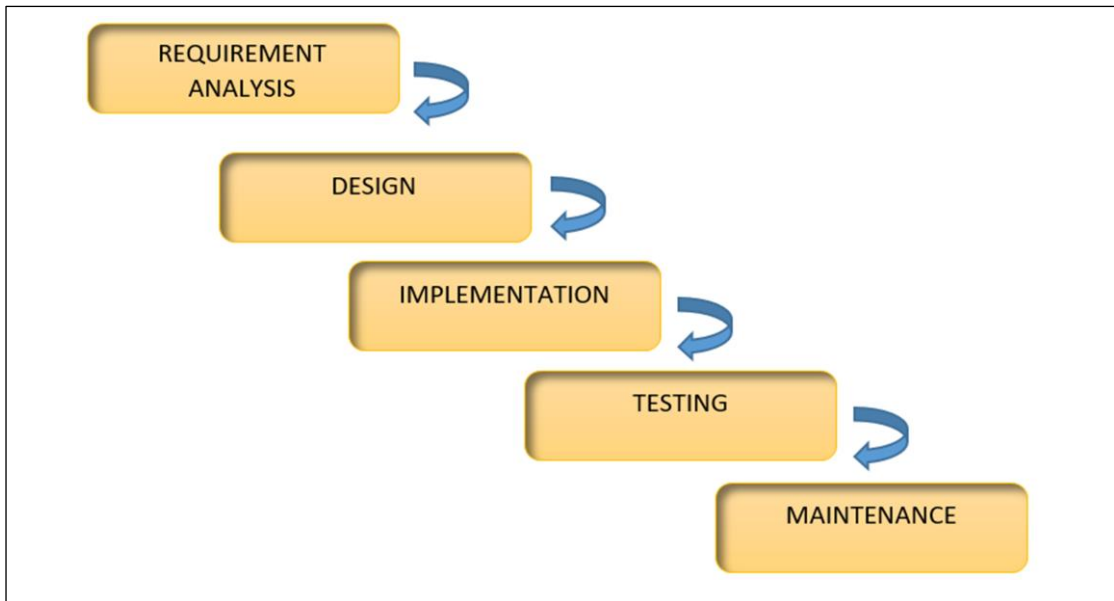 REQUIREMENT
ANALYSIS
DESIGN
IMPLEMENTATION
TESTING
MAINTENANCE